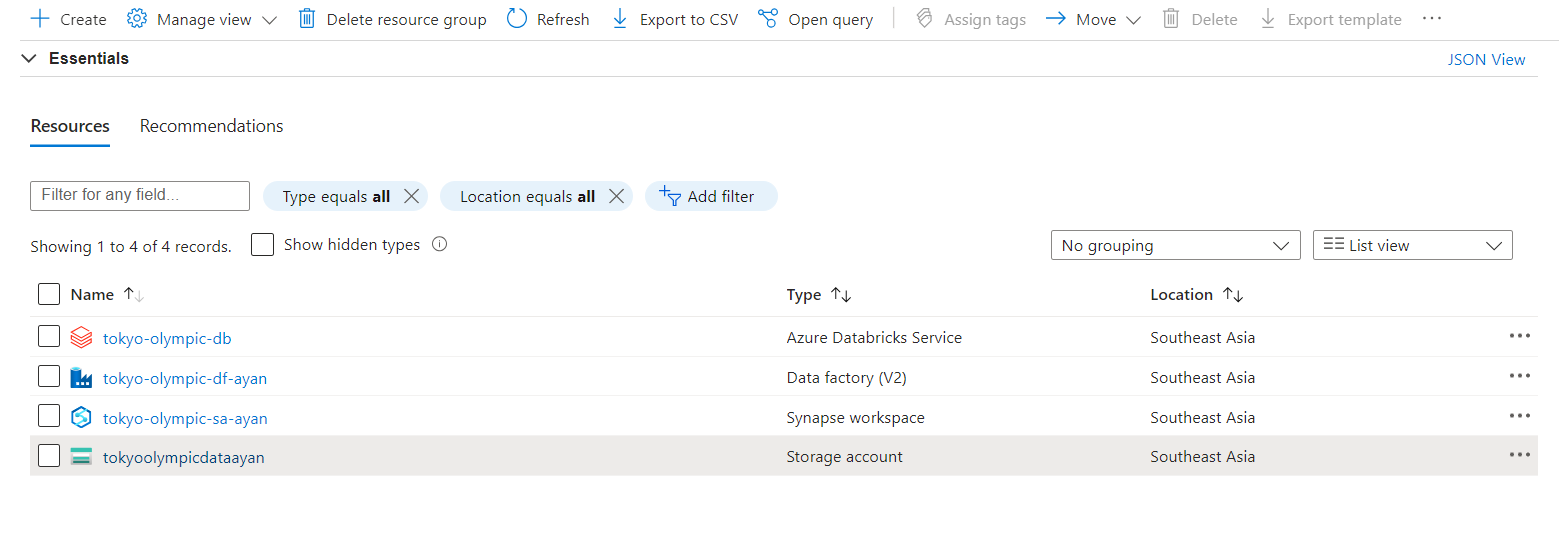 Create Manage view Delete resource group Refresh Export to CSV Open query Assign tags Move Delete Export template ...
Essentials JSON View
Resources Recommendations
Filter for any field... Type equals all Location equals all Add filter
Showing 1 to 4 of 4 records. Show hidden types No grouping List view
Name Type Location
tokyo-olympic-db Azure Databricks Service Southeast Asia ...
tokyo-olympic-df-ayan Data factory (V2) Southeast Asia ...
tokyo-olympic-sa-ayan Synapse workspace Southeast Asia ...
tokyoolympicdataayan Storage account Southeast Asia ...